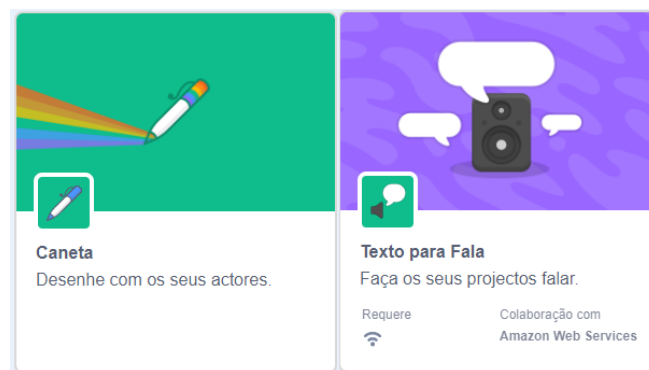 Caneta
Desenhe com os seus actores.
Texto para Fala
Faça os seus projectos falar.
Requere
Colaboração com
Amazon Web Services